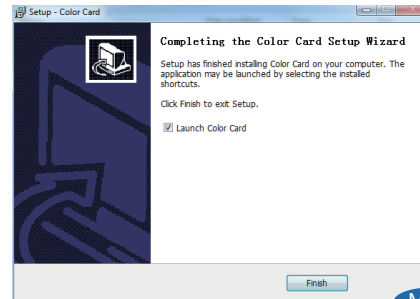 Setup - Color Card
Completing the Color Card Setup Wizard
Setup has finished installing Color Card on your computer. The
application may be launched by selecting the installed
shortcuts.
Click Finish to exit Setup.
Launch Color Card
Finish